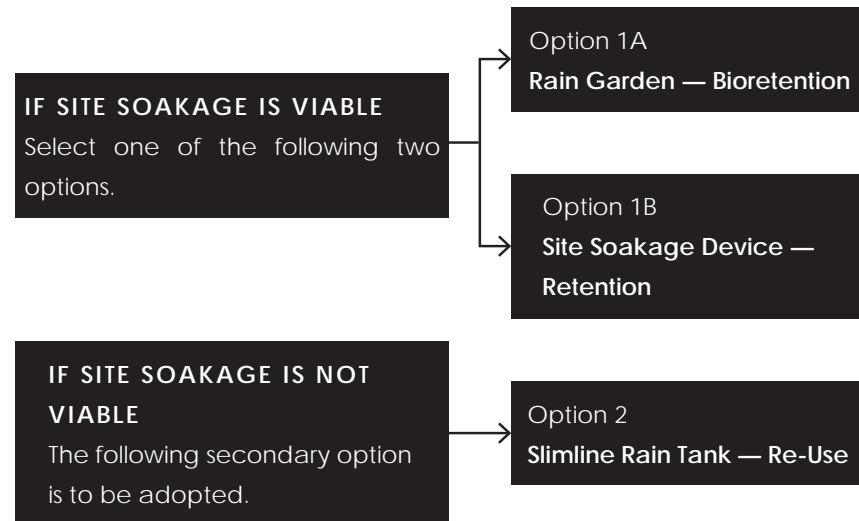 IF SITE SOAKAGE IS VIABLE
Select one of the following two
options.
Option 1A
Rain Garden — Bioretention
Option 1B
Site Soakage Device —
Retention
IF SITE SOAKAGE IS NOT
VIABLE
The following secondary option
is to be adopted.
Option 2
Slimline Rain Tank — Re-Use